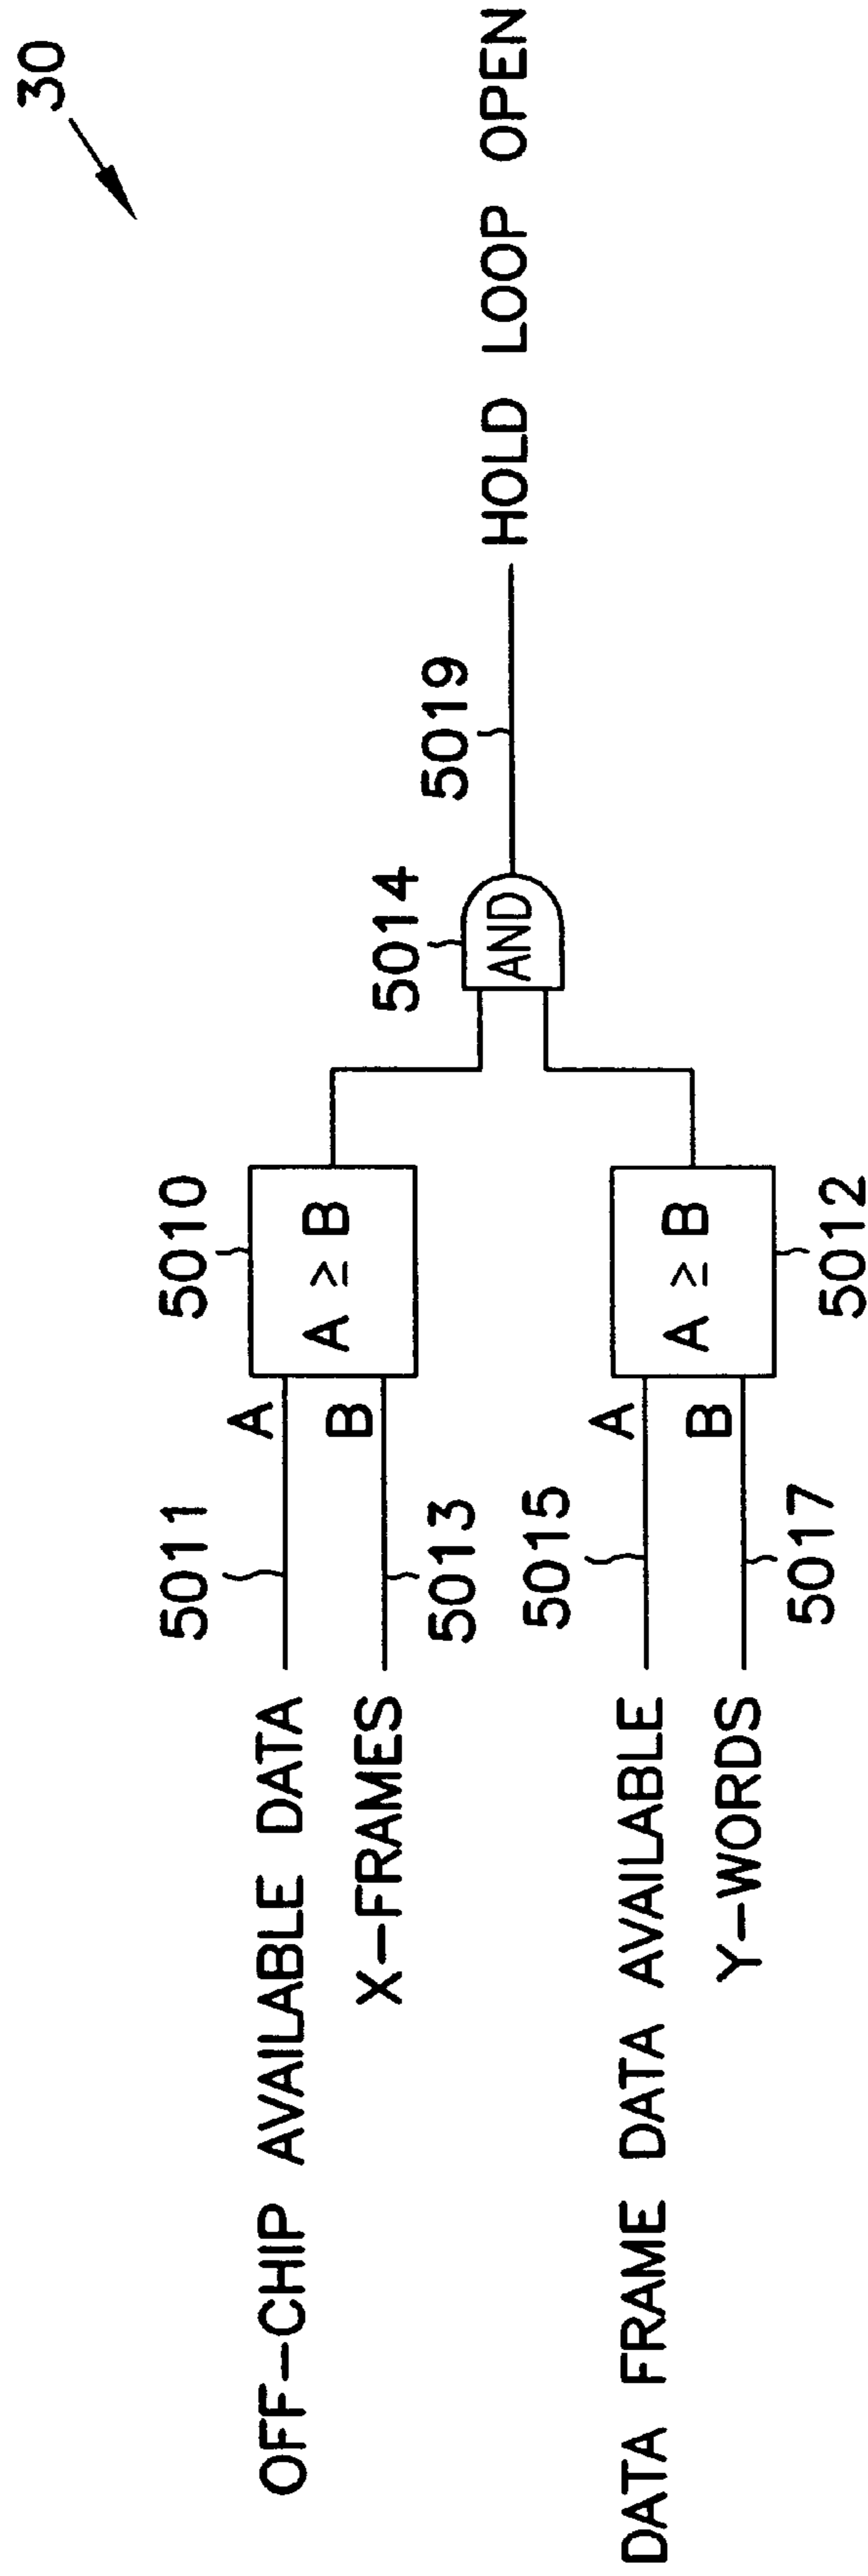 30
OFF-CHIP AVAILABLE DATA
5011
A
5010
A ≥ B
X-FRAMES
5013
B
5014
AND
5019
HOLD LOOP OPEN
DATA FRAME DATA AVAILABLE
5015
A
A ≥ B
Y-WORDS
5017
B
5012